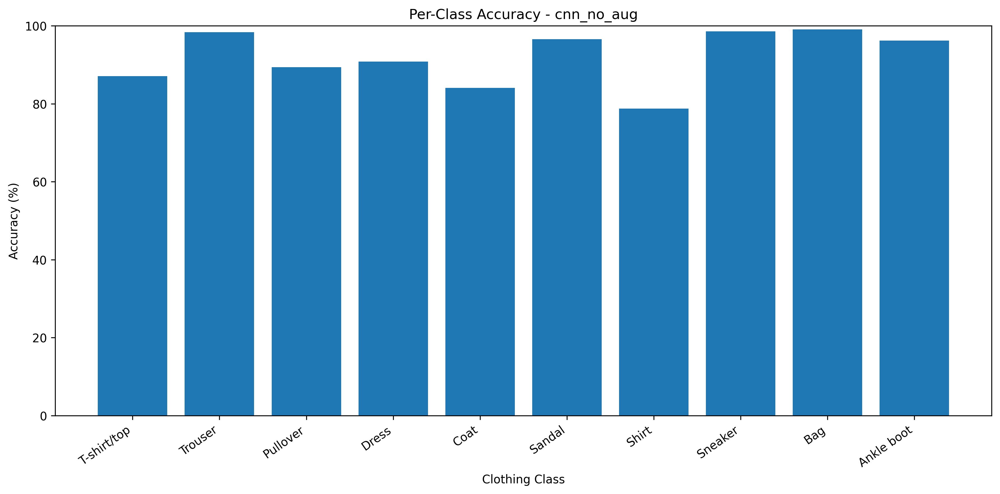 Per-Class Accuracy - cnn_no_aug
Accuracy (%)
100
80
60
40
20
0
T-shirt/top
Trouser
Pullover
Dress
Coat
Sandal
Shirt
Sneaker
Bag
Ankle boot
Clothing Class